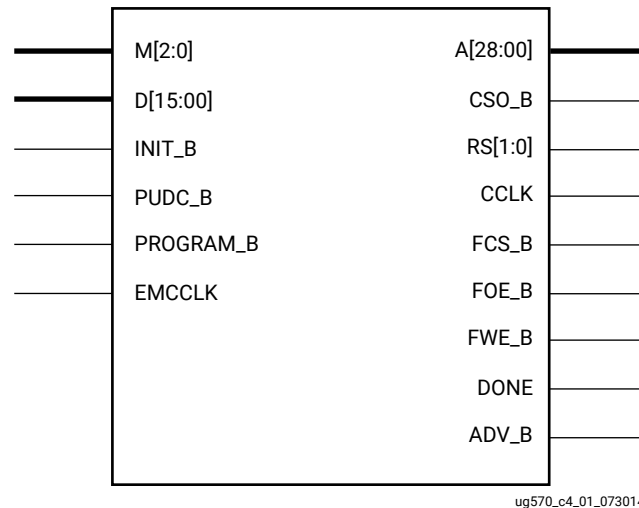 M[2:0]
D[15:00]
INIT_B
PUDC_B
PROGRAM_B
EMCCLK
A[28:00]
CSO_B
RS[1:0]
CCLK
FCS_B
FOE_B
FWE_B
DONE
ADV_B
ug570_c4_01_073014